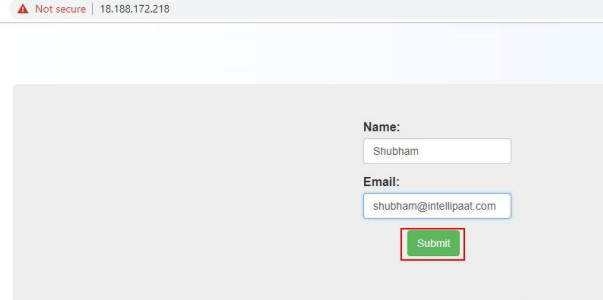 Not secure | 18.188.172.218
Name:
Shubham
Email:
shubham@intellipaat.com
Submit